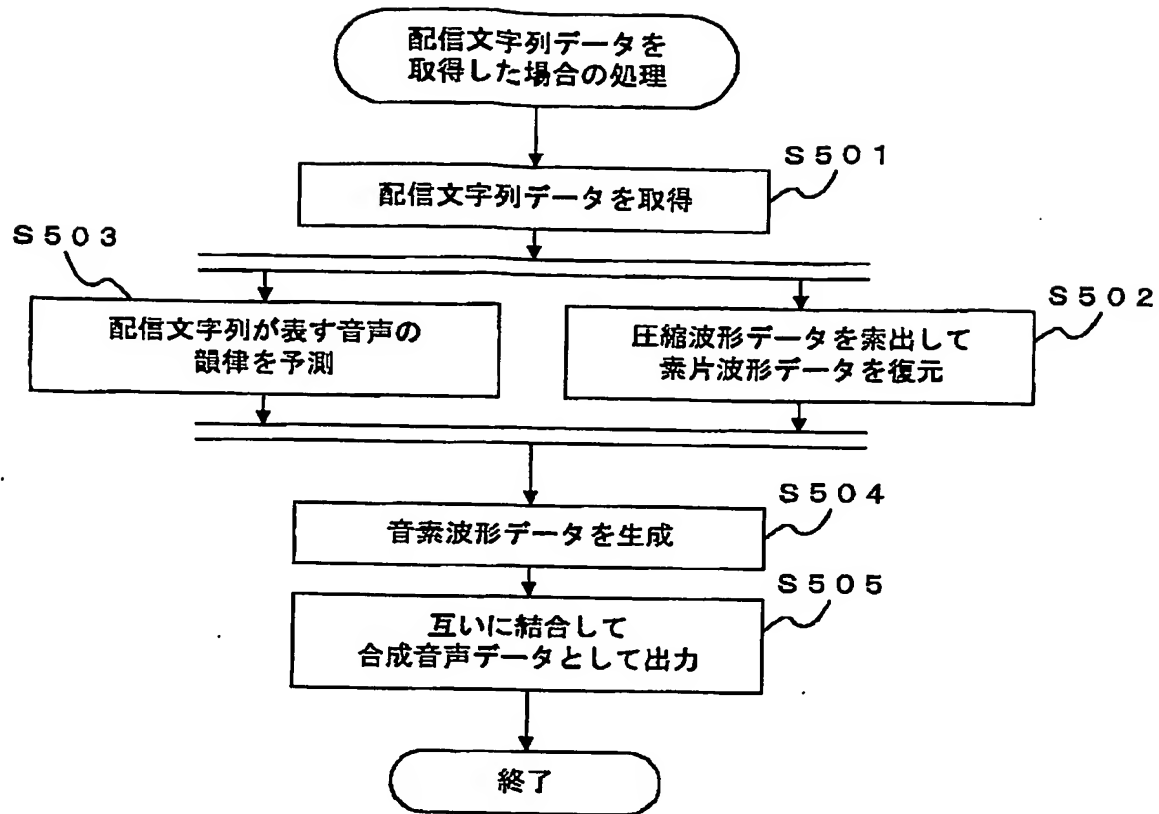 配信文字列データを
取得した場合の処理
S501
配信文字列データを取得
S503
配信文字列が表す音声の
韻律を予測
S502
圧縮波形データを索出して
素片波形データを復元
S504
音素波形データを生成
S505
互いに結合して
合成音声データとして出力
終了